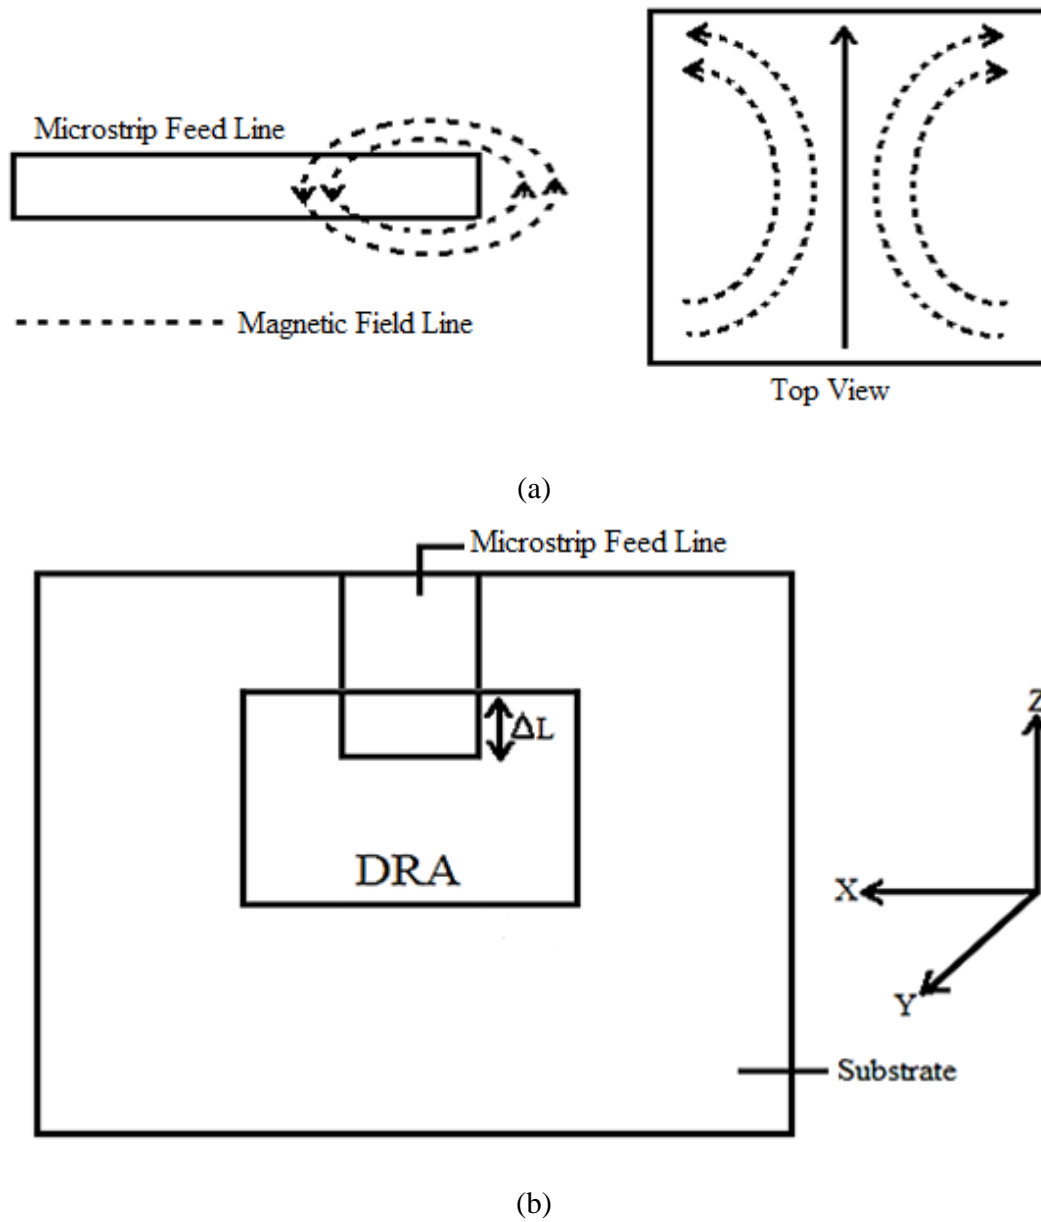 Microstrip Feed Line
Magnetic Field Line
Top View
(a)
Microstrip Feed Line
ΔL
DRA
Z
X
Y
Substrate
(b)